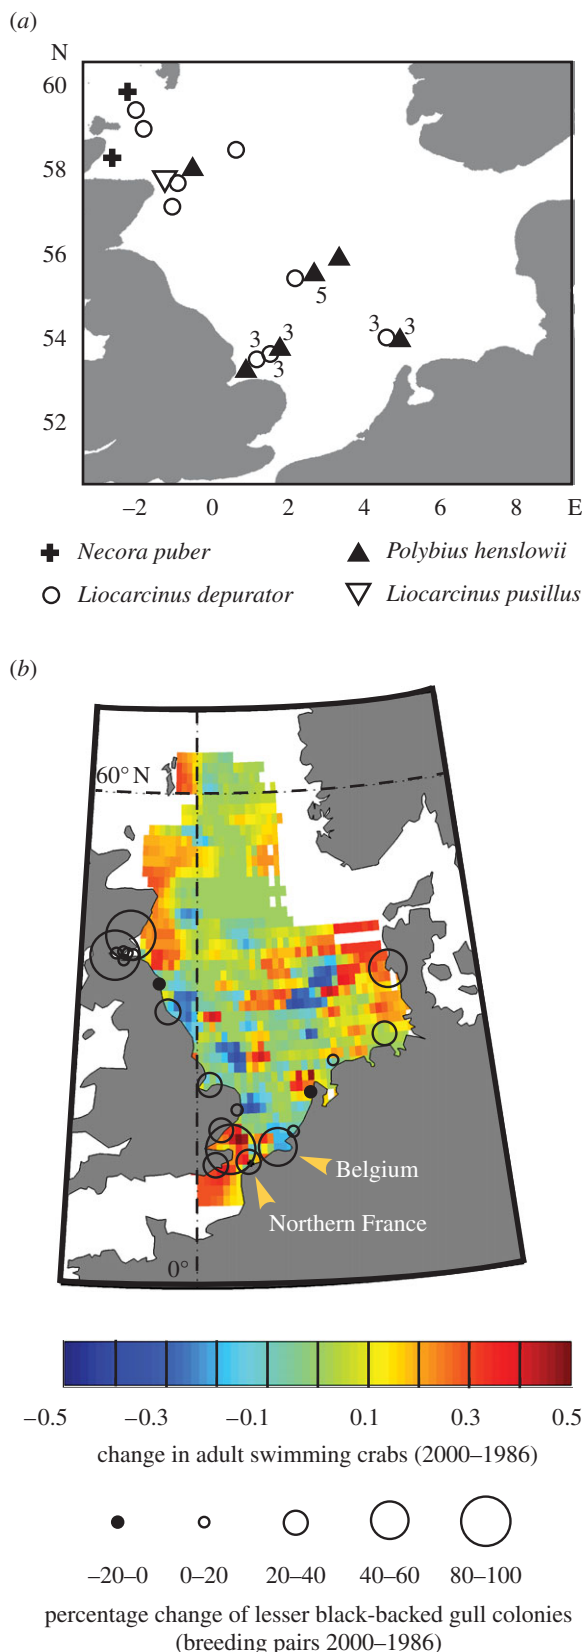 (a)
N
60
58
56
54
52
5
3
3
3
3
3
−2
0
2
4
6
8
E
Necora puber
Polybius henslowii
Liocarcinus depurator
Liocarcinus pusillus
(b)
60° N
Belgium
Northern France
0°
−0.5
−0.3
−0.1
0.1
0.3
0.5
change in adult swimming crabs (2000–1986)
−20–0
0–20
20–40
40–60
80–100
percentage change of lesser black-backed gull colonies
(breeding pairs 2000–1986)